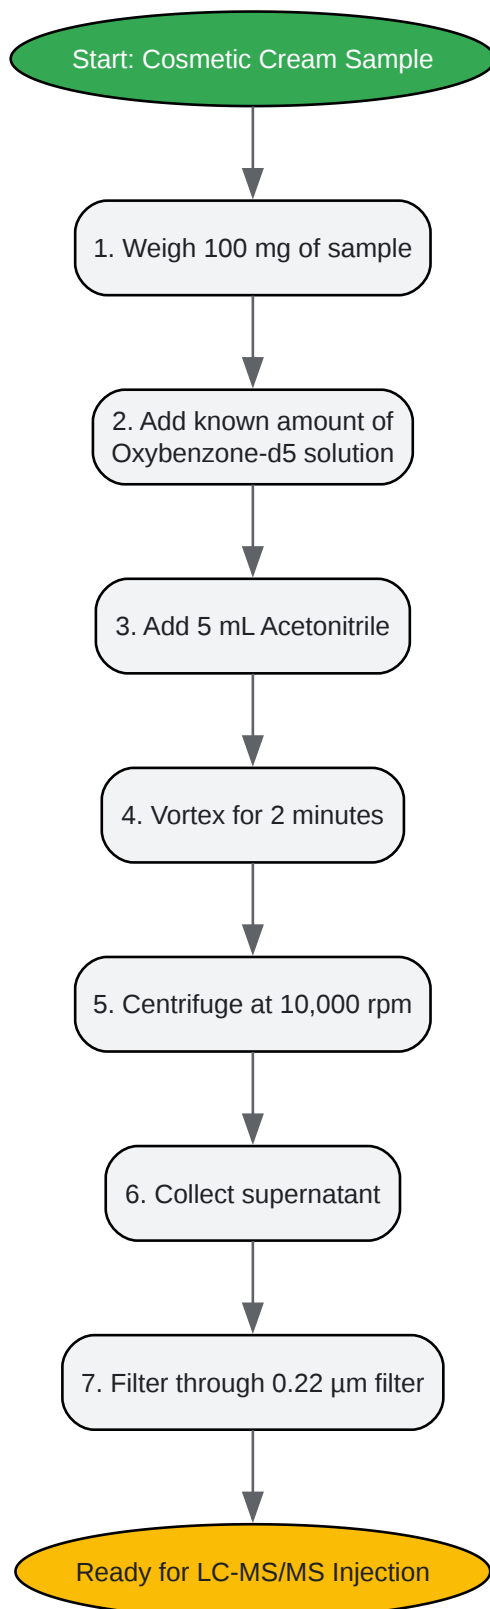 Start: Cosmetic Cream Sample
1. Weigh 100 mg of sample
2. Add known amount of
Oxybenzone-d5 solution
3. Add 5 mL Acetonitrile
4. Vortex for 2 minutes
5. Centrifuge at 10,000 rpm
6. Collect supernatant
7. Filter through 0.22 µm filter
Ready for LC-MS/MS Injection